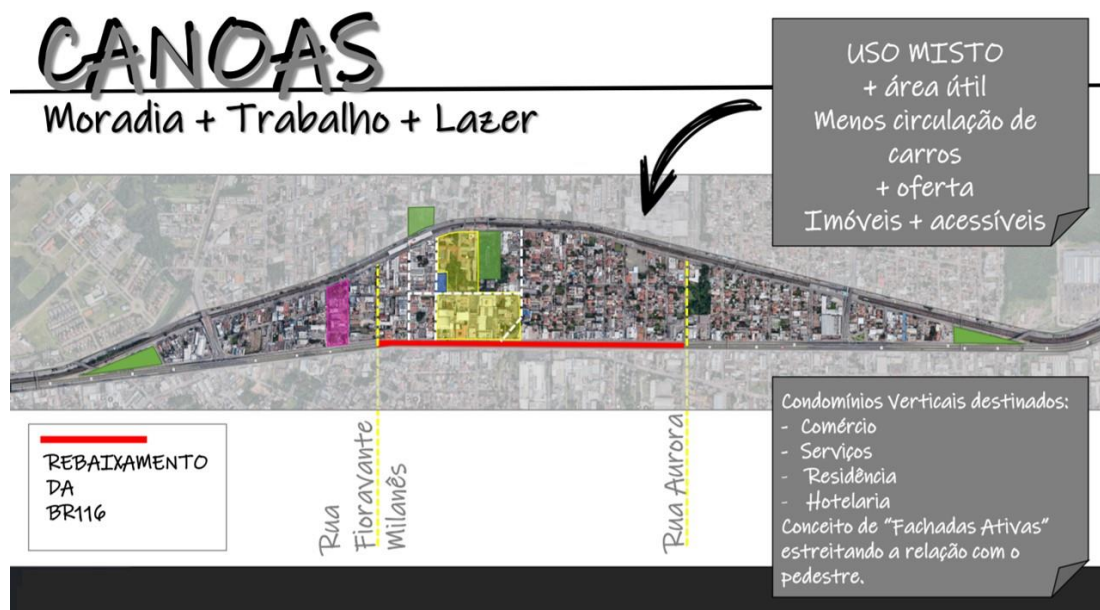 CANOAS
Moradia + Trabalho + Lazer
USO MISTO
+ área útil
Menos circulação de
carros
+ oferta
Imóveis + acessíveis
REBAIXAMENTO
DA
BR116
Rua
Fioravante
Milanês
Rua Aurora
Condomínios Verticais destinados:
- Comércio
- Serviços
- Residência
- Hotelaria
Conceito de "Fachadas Ativas"
estreitando a relação com o
pedestre.